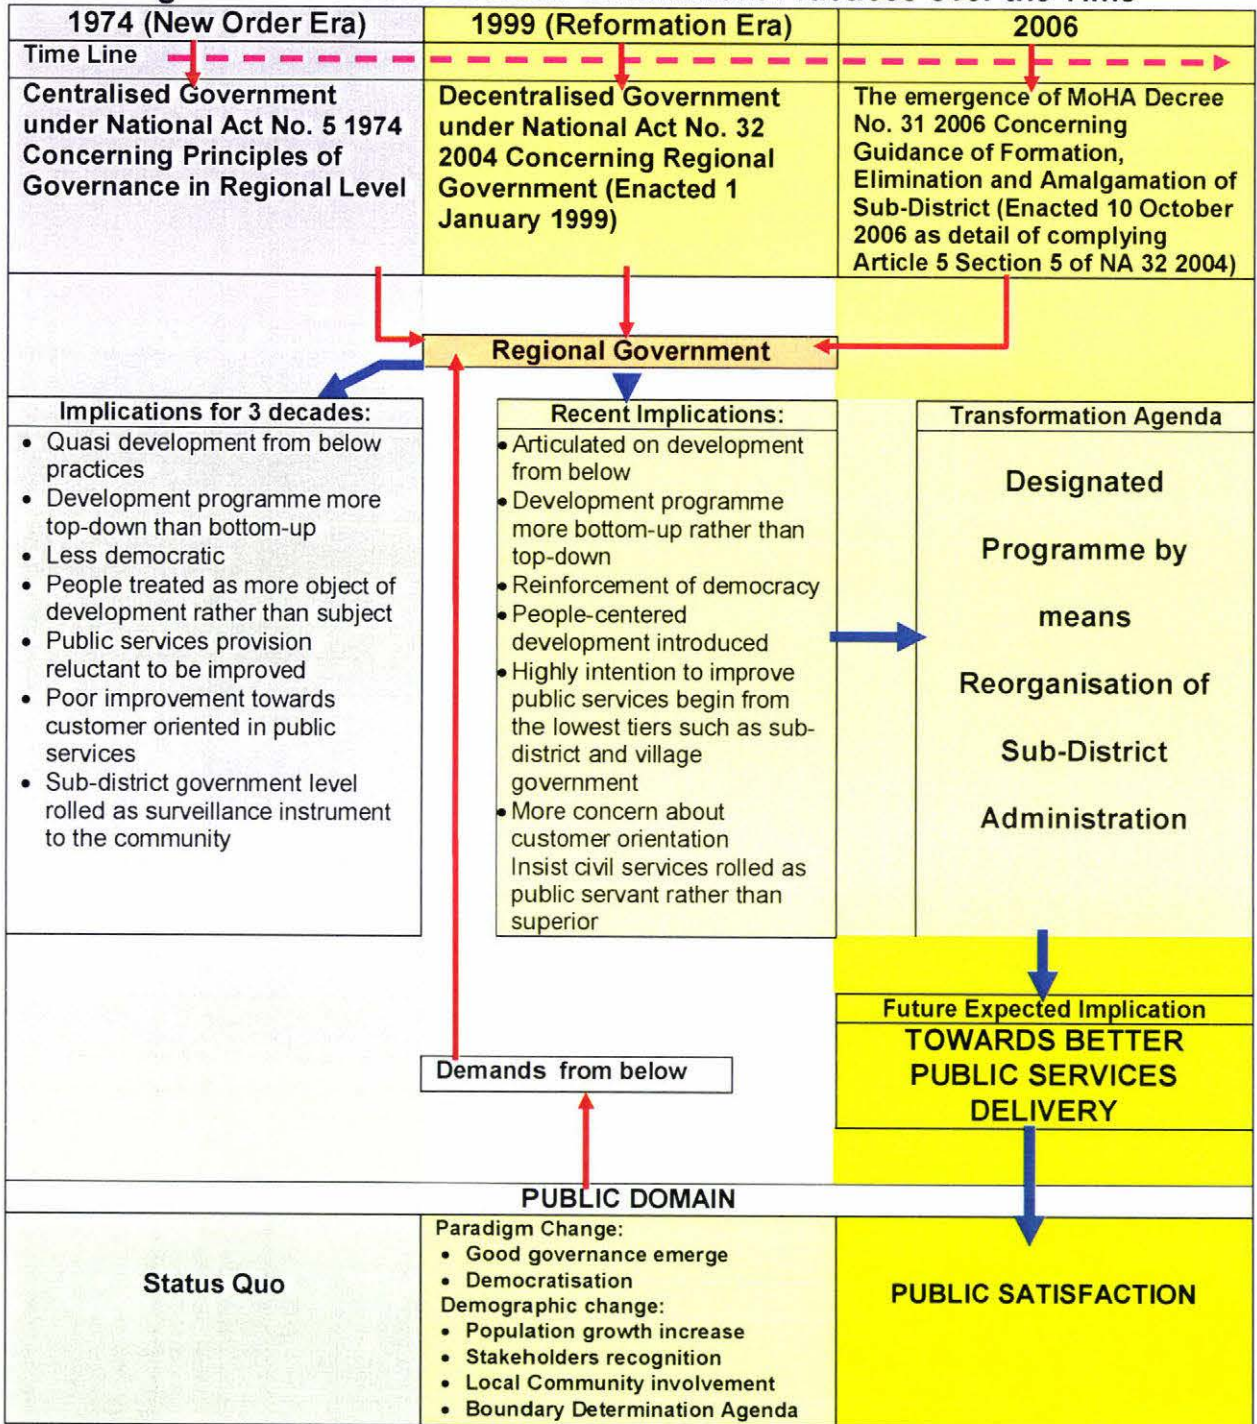 over the Time
1974 (New Order Era)
1999 (Reformation Era)
2006
Time Line
Centralised Government
under National Act No. 5 1974
Concerning Principles of
Governance in Regional Level
Decentralised Government
under National Act No. 32
2004 Concerning Regional
Government (Enacted 1
January 1999)
The emergence of MoHA Decree
No. 31 2006 Concerning
Guidance of Formation,
Elimination and Amalgamation of
Sub-District (Enacted 10 October
2006 as detail of complying
Article 5 Section 5 of NA 32 2004)
Regional Government
Implications for 3 decades:
• Quasi development from below
practices
• Development programme more
top-down than bottom-up
• Less democratic
• People treated as more object of
development rather than subject
• Public services provision
reluctant to be improved
• Poor improvement towards
customer oriented in public
services
• Sub-district government level
rolled as surveillance instrument
to the community
Recent Implications:
• Articulated on development
from below
• Development programme
more bottom-up rather than
top-down
• Reinforcement of democracy
• People-centered
development introduced
• Highly intention to improve
public services begin from
the lowest tiers such as sub-
district and village
government
• More concern about
customer orientation
Insist civil services rolled as
public servant rather than
superior
Transformation Agenda
Designated
Programme by
means
Reorganisation of
Sub-District
Administration
Future Expected Implication
TOWARDS BETTER
PUBLIC SERVICES
DELIVERY
Demands from below
PUBLIC DOMAIN
Status Quo
Paradigm Change:
• Good governance emerge
• Democratisation
Demographic change:
• Population growth increase
• Stakeholders recognition
• Local Community involvement
• Boundary Determination Agenda
PUBLIC SATISFACTION